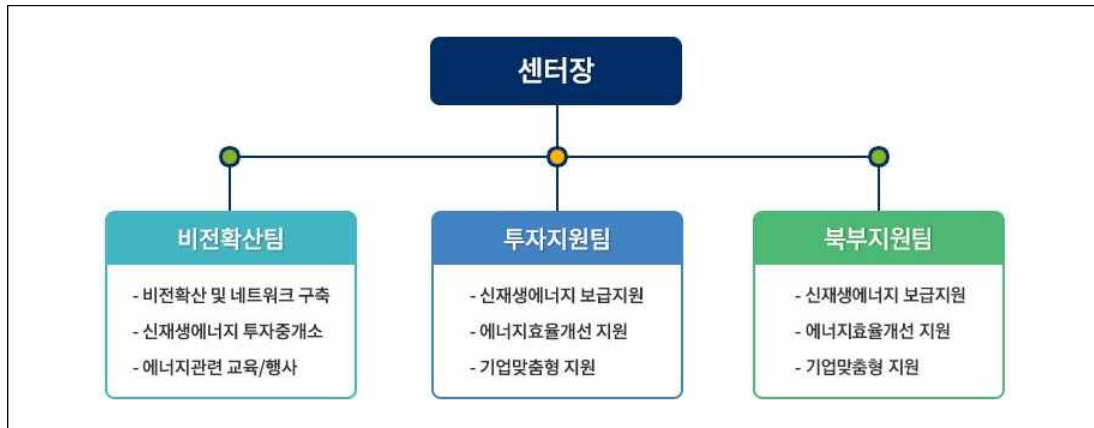 센터장
비전확산팀
- 비전확산 및 네트워크 구축
- 신재생에너지 투자중개소
- 에너지관련 교육/행사
투자지원팀
- 신재생에너지 보급지원
- 에너지효율개선 지원
- 기업맞춤형 지원
북부지원팀
- 신재생에너지 보급지원
- 에너지효율개선 지원
- 기업맞춤형 지원